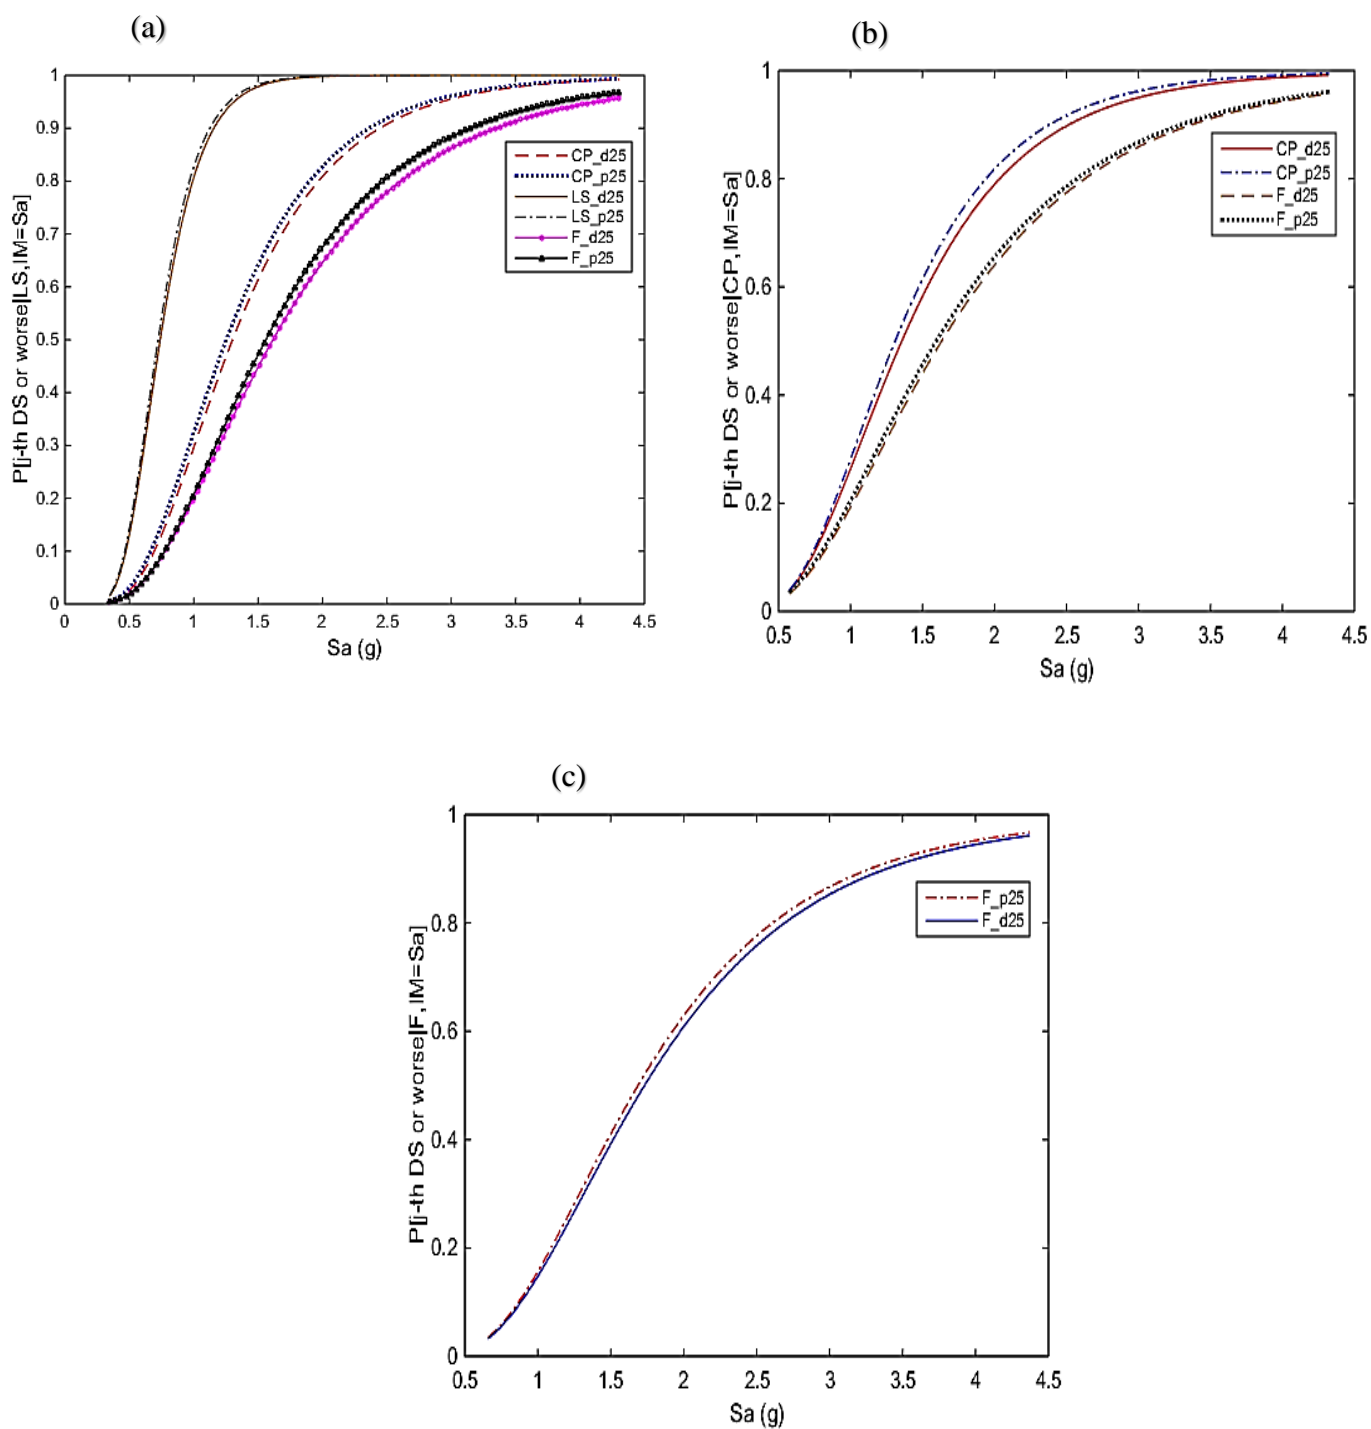 (a)
P[j-th DS or worse|LS,IM=Sa]
1
0.9
0.8
0.7
0.6
0.5
0.4
0.3
0.2
0.1
0
0 0.5 1 1.5 2 2.5 3 3.5 4 4.5
Sa (g)
CP_d25
CP_p25
LS_d25
LS_p25
F_d25
F_p25
(b)
P[j-th DS or worse|CP,IM=Sa]
1
0.8
0.6
0.4
0.2
0
0.5 1 1.5 2 2.5 3 3.5 4 4.5
Sa (g)
CP_d25
CP_p25
F_d25
F_p25
(c)
P[j-th DS or worse|F,IM=Sa]
1
0.8
0.6
0.4
0.2
0
0.5 1 1.5 2 2.5 3 3.5 4 4.5
Sa (g)
F_p25
F_d25